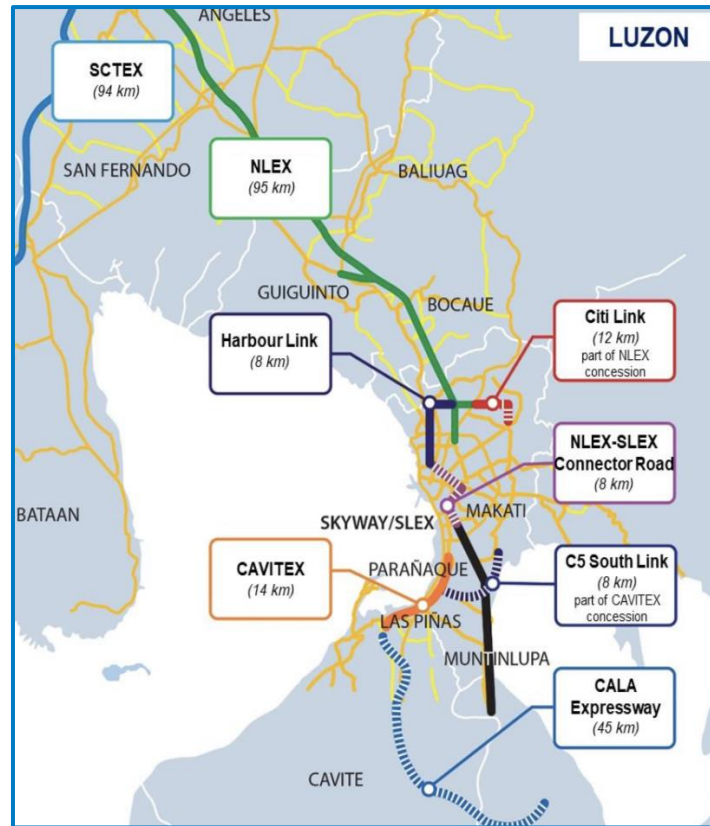 ANGELES
LUZON
SCTEX
(94 km)
SAN FERNANDO
NLEX
(95 km)
BALIUAG
GUIGUINTO
BOCAUE
Harbour Link
(8 km)
Citi Link
(12 km)
part of NLEX
concession
NLEX-SLEX
Connector Road
(8 km)
BATAAN
SKYWAY/SLEX
MAKATI
CAVITEX
(14 km)
PARAÑAQUE
C5 South Link
(8 km)
part of CAVITEX
concession
LAS PIÑAS
MUNTINLUPA
CALA
Expressway
(45 km)
CAVITE